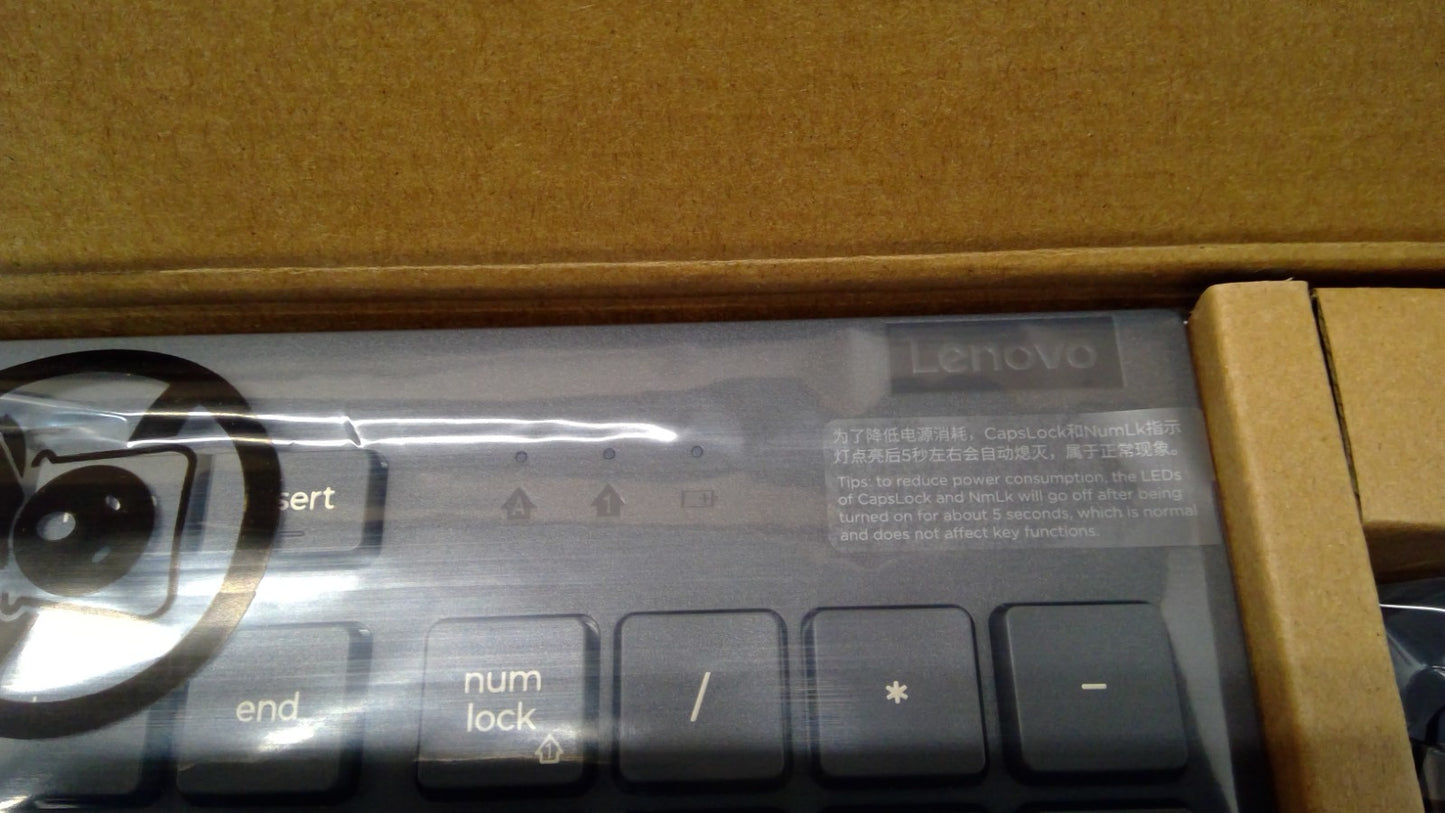 Lenovo
为了降低电源消耗，CapsLock和NumLk指示
灯点亮后5秒左右会自动熄灭，属于正常现象。
Tips: to reduce power consumption, the LEDs
of CapsLock and NmLk will go off after being
turned on for about 5 seconds, which is normal
and does not affect key functions.
sert
A
1
end
num
lock
1
/
*
-